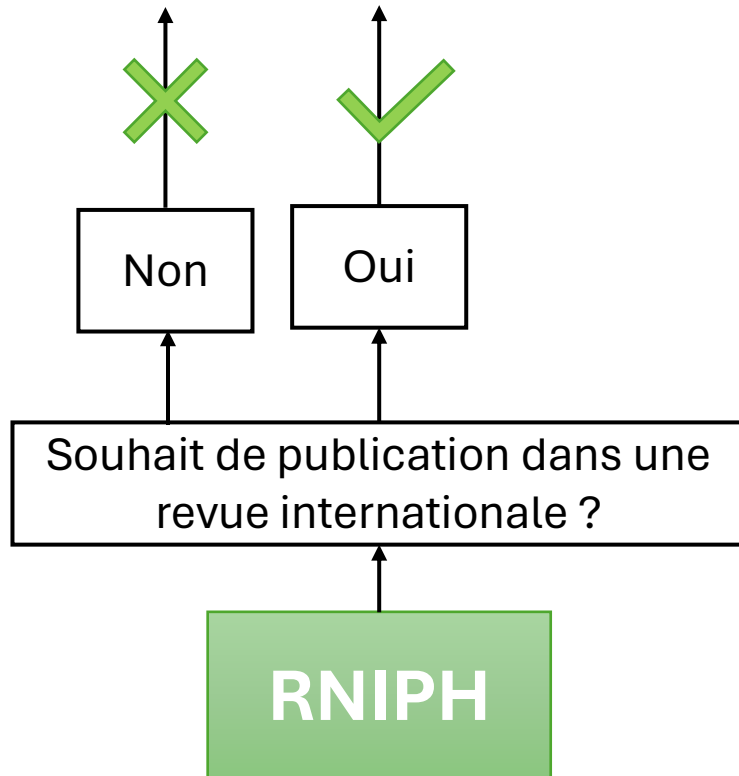 Non
Oui
Souhait de publication dans une
revue internationale ?
RNIPH